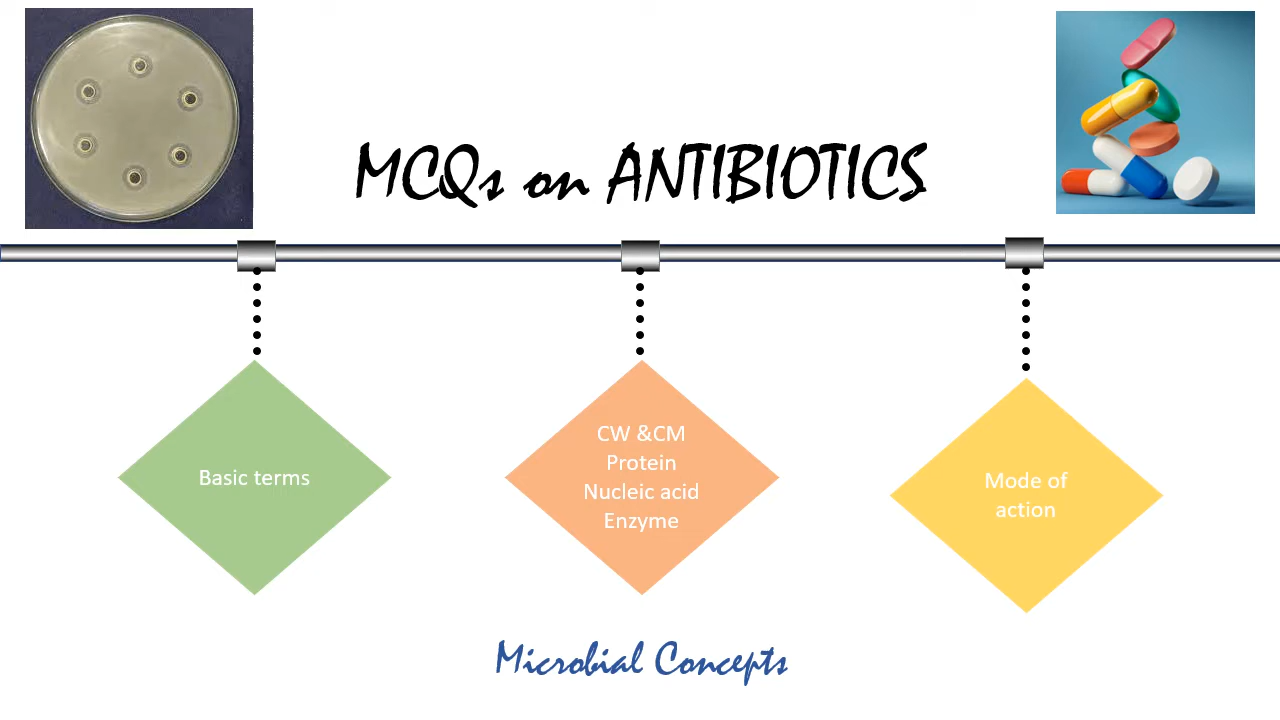 MCQs on ANTIBIOTICS
Basic terms
CW &CM
Protein
Nucleic acid
Enzyme
Mode of
action
Microbial Concepts